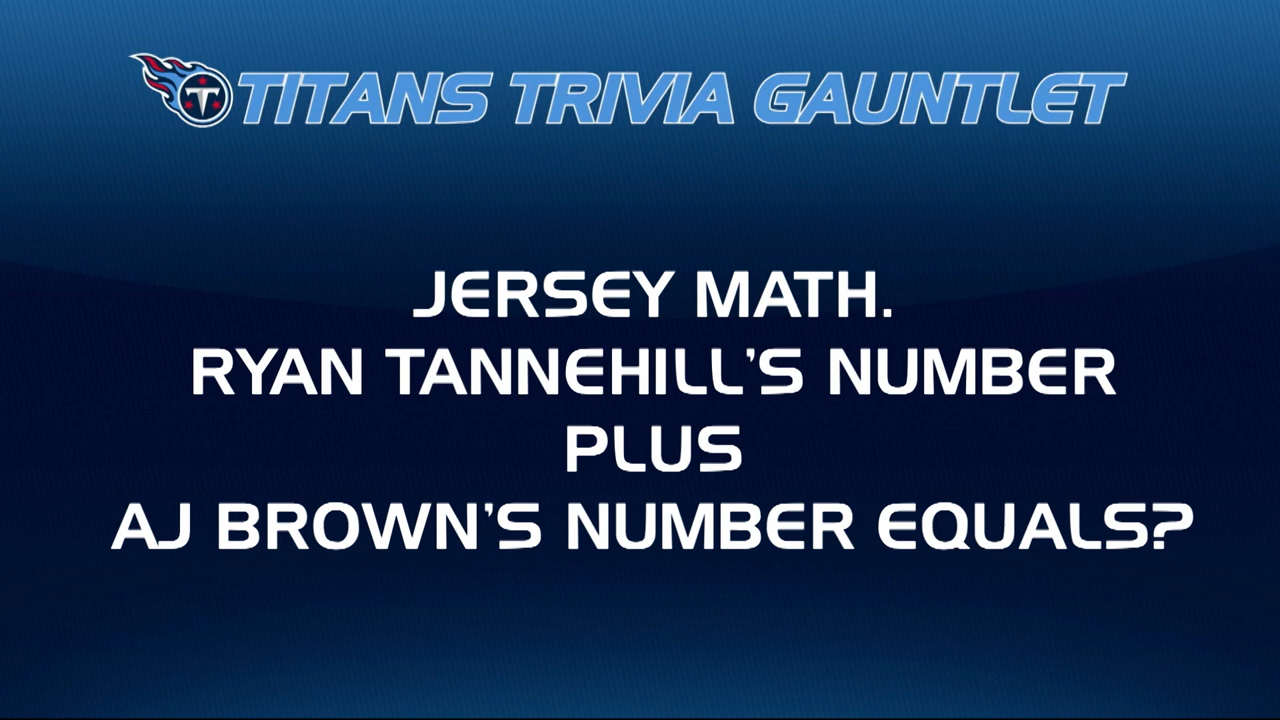 TITANS TRIVIA GAUNTLET
JERSEY MATH.
RYAN TANNEHILL'S NUMBER
PLUS
AJ BROWN'S NUMBER EQUALS?